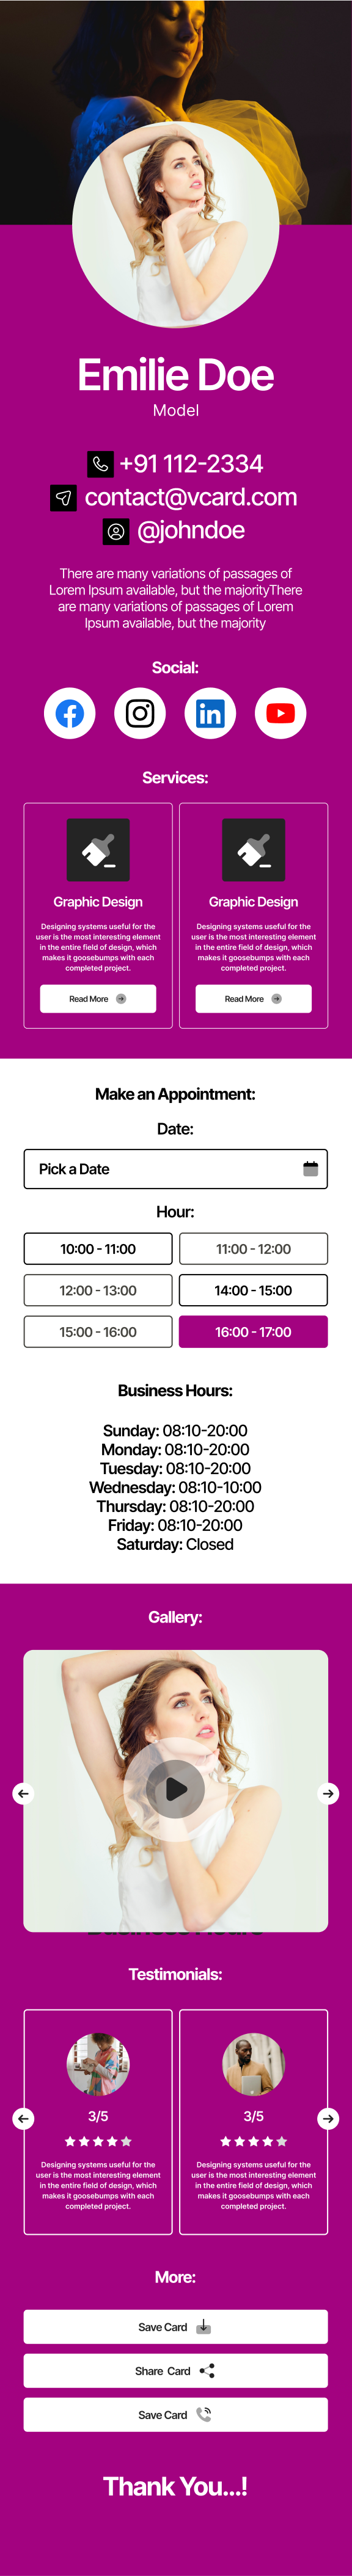 Emilie Doe
Model
+91 112-2334
contact@vcard.com
@johndoe
There are many variations of passages of
Lorem Ipsum available, but the majorityThere
are many variations of passages of Lorem
Ipsum available, but the majority
Social:
in
Services:
Graphic Design
Designing systems useful for the
user is the most interesting element
in the entire field of design, which
makes it goosebumps with each
completed project.
Read More
Graphic Design
Designing systems useful for the
user is the most interesting element
in the entire field of design, which
makes it goosebumps with each
completed project.
Read More
Make an Appointment:
Date:
Pick a Date
Hour:
10:00 - 11:00
11:00 - 12:00
12:00 - 13:00
14:00 - 15:00
15:00 - 16:00
16:00 - 17:00
Business Hours:
Sunday: 08:10-20:00
Monday: 08:10-20:00
Tuesday: 08:10-20:00
Wednesday: 08:10-10:00
Thursday: 08:10-20:00
Friday: 08:10-20:00
Saturday: Closed
Gallery:
Testimonials:
3/5
Designing systems useful for the
user is the most interesting element
in the entire field of design, which
makes it goosebumps with each
completed project.
3/5
Designing systems useful for the
user is the most interesting element
in the entire field of design, which
makes it goosebumps with each
completed project.
More:
Save Card
Share Card
Save Card
Thank You...!